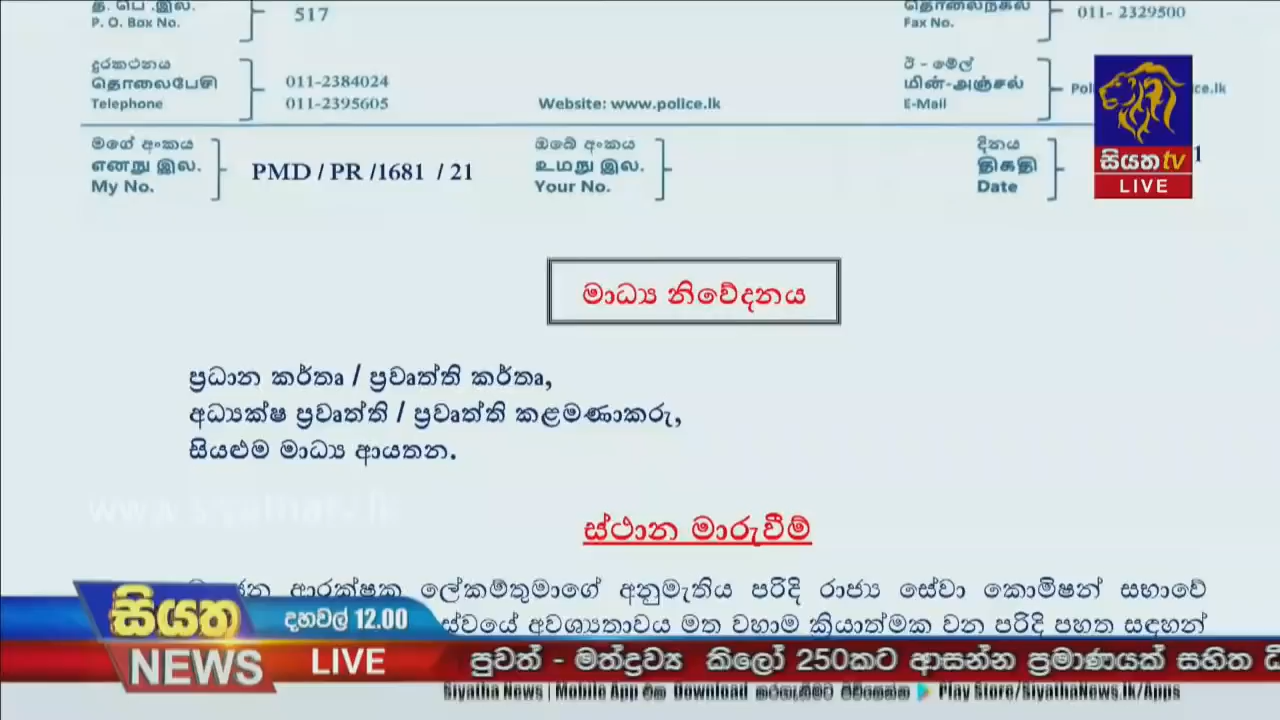 த. பெ .இல.
P. O. Box No.
517
தொலைநகல்
Fax No.
011- 2329500
දුරකථනය
தொலைபேசி
Telephone
011-2384024
011-2395605
Website: www.police.lk
ඊ - මේල්
மின்-அஞ்சல்
E-Mail
මගේ අංකය
எனது இல.
My No.
PMD / PR /1681 / 21
ඔබේ අංකය
உமது இல.
Your No.
දිනය
திகதி
Date
සියත tv
LIVE
මාධ්‍ය නිවේදනය
ප්‍රධාන කර්තෘ / ප්‍රවෘත්ති කර්තෘ,
අධ්‍යක්ෂ ප්‍රවෘත්ති / ප්‍රවෘත්ති කළමණාකරු,
සියළුම මාධ්‍ය ආයතන.
ස්ථාන මාරුවීම්
ආරක්ෂක ලේකම්තුමාගේ අනුමැතිය පරිදි රාජ්‍ය සේවා කොමිෂන් සභාවේ
අවශ්‍යතාවය මත වහාම ක්‍රියාත්මක වන පරිදි පහත සඳහන්
සියත
NEWS
දහවල් 12.00
LIVE
පුවත් - මත්ද්‍රව්‍ය කිලෝ 250කට ආසන්න ප්‍රමාණයක් සහිත
Siyatha News | Mobile App එක Download කරගැනීමට පිවිසෙන්න Play Store/SiyathaNews.lk/Apps